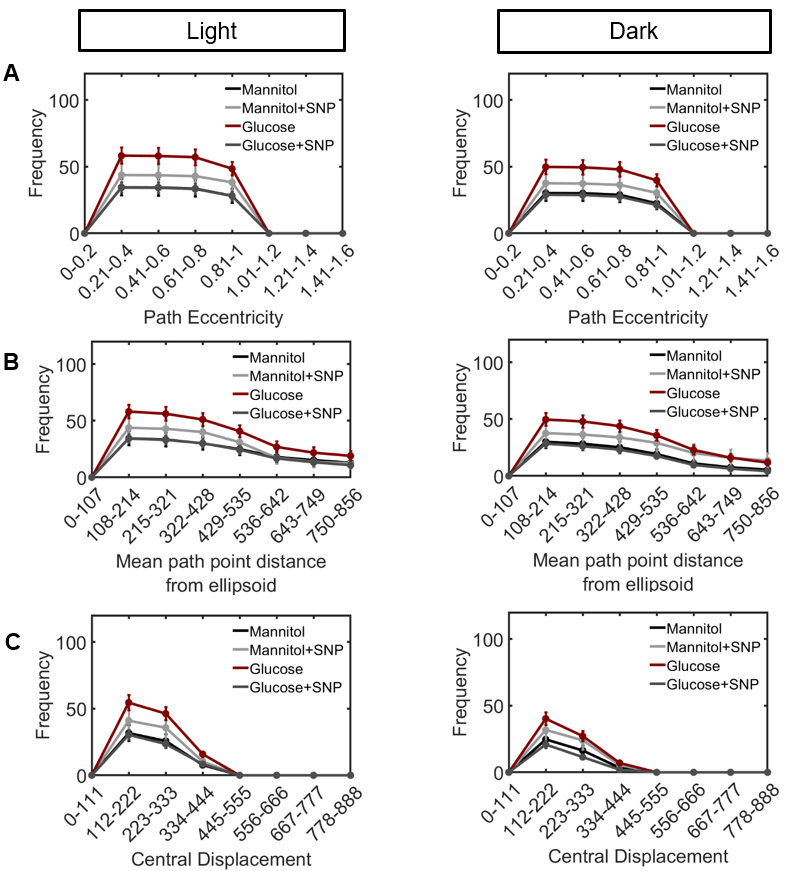 Light
Dark
A
100
50
0
Frequency
Mannitol
Mannitol+SNP
Glucose
Glucose+SNP
0-0.2
0.21-0.4
0.41-0.6
0.61-0.8
0.81-1
1.01-1.2
1.21-1.4
1.41-1.6
Path Eccentricity
100
50
0
Frequency
Mannitol
Mannitol+SNP
Glucose
Glucose+SNP
0-0.2
0.21-0.4
0.41-0.6
0.61-0.8
0.81-1
1.01-1.2
1.21-1.4
1.41-1.6
Path Eccentricity
B
100
50
0
Frequency
Mannitol
Mannitol+SNP
Glucose
Glucose+SNP
0-107
108-214
215-321
322-428
429-535
536-642
643-749
750-856
Mean path point distance
from ellipsoid
100
50
0
Frequency
Mannitol
Mannitol+SNP
Glucose
Glucose+SNP
0-107
108-214
215-321
322-428
429-535
536-642
643-749
750-856
Mean path point distance
from ellipsoid
C
100
50
0
Frequency
Mannitol
Mannitol+SNP
Glucose
Glucose+SNP
0-111
112-222
223-333
334-444
445-555
556-666
667-777
778-888
Central Displacement
100
50
0
Frequency
Mannitol
Mannitol+SNP
Glucose
Glucose+SNP
0-111
112-222
223-333
334-444
445-555
556-666
667-777
778-888
Central Displacement